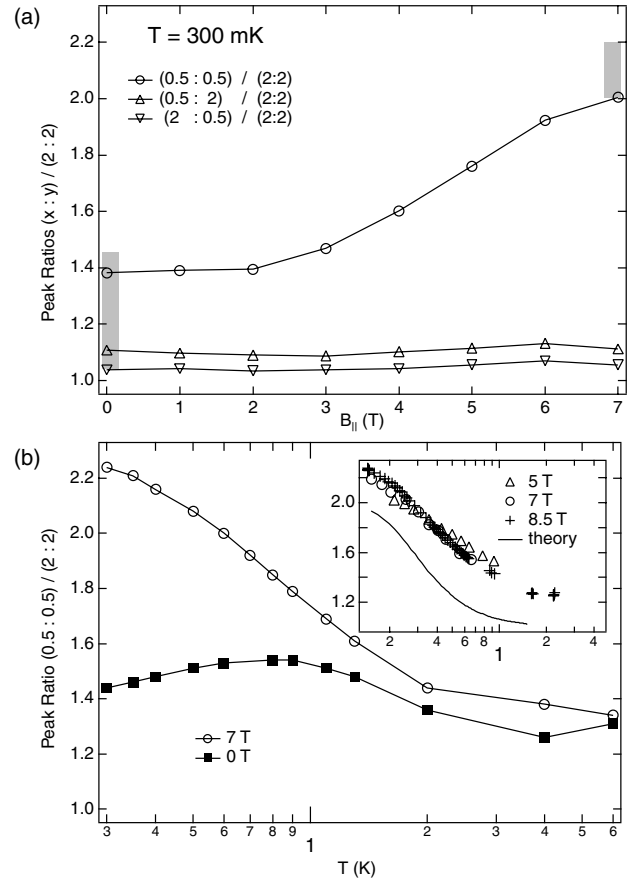 (a)
T = 300 mK
(0.5 : 0.5) / (2:2)
(0.5 : 2) / (2:2)
(2 : 0.5) / (2:2)
Peak Ratios (x : y) / (2 : 2)
2.2
2.0
1.8
1.6
1.4
1.2
1.0
0 1 2 3 4 5 6 7
B|| (T)
(b)
Peak Ratio (0.5 : 0.5) / (2 : 2)
2.2
2.0
1.8
1.6
1.4
1.2
1.0
7 T
0 T
5 T
7 T
8.5 T
theory
2.0
1.6
1.2
2 4 6 8 1 2 4
3 4 5 6 7 8 9 1 2 3 4 5 6
T (K)